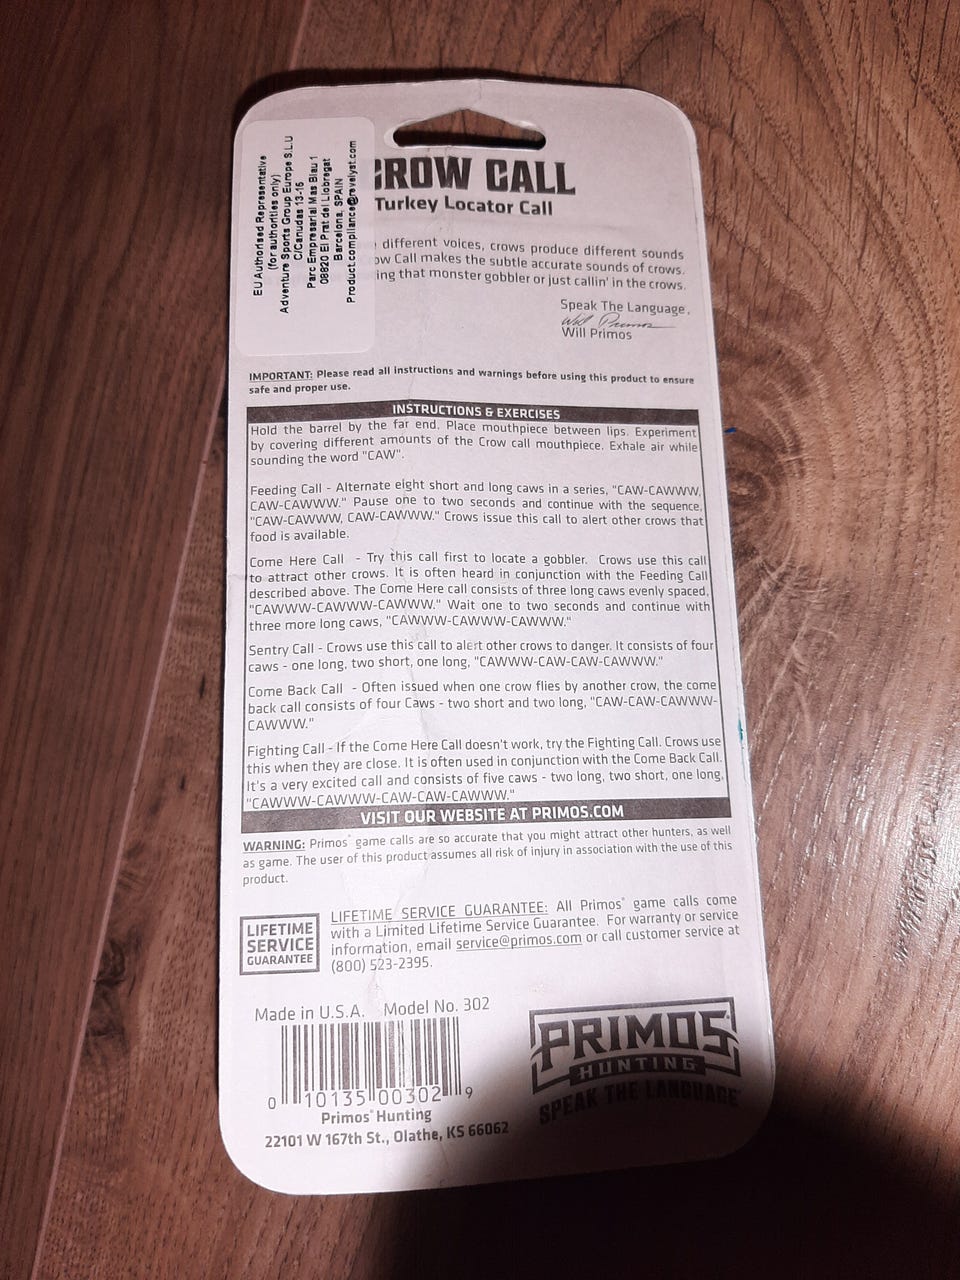 EU Authorised Representative
(for authorities only)
Adventure Sports Group Europe S.L.U
C/Canudas 13-15
Parc Empresarial Mas Blau 1
08820 El Prat del Llobregat
Barcelona, SPAIN
Product.compliance@revelyst.com
CROW CALL
Turkey Locator Call
different voices, crows produce different sounds
ow Call makes the subtle accurate sounds of crows.
ing that monster gobbler or just callin' in the crows.
Speak The Language,
Will Primos
Will Primos
IMPORTANT: Please read all instructions and warnings before using this product to ensure
safe and proper use.
INSTRUCTIONS & EXERCISES
Hold the barrel by the far end. Place mouthpiece between lips. Experiment
by covering different amounts of the Crow call mouthpiece. Exhale air while
sounding the word "CAW".
Feeding Call - Alternate eight short and long caws in a series, "CAW-CAWWW,
CAW-CAWWW." Pause one to two seconds and continue with the sequence,
"CAW-CAWWW, CAW-CAWWW." Crows issue this call to alert other crows that
food is available.
Come Here Call - Try this call first to locate a gobbler. Crows use this call
to attract other crows. It is often heard in conjunction with the Feeding Call
described above. The Come Here call consists of three long caws evenly spaced,
"CAWWW-CAWWW-CAWWW." Wait one to two seconds and continue with
three more long caws, "CAWWW-CAWWW-CAWWW."
Sentry Call - Crows use this call to alert other crows to danger. It consists of four
caws - one long, two short, one long, "CAWWW-CAW-CAW-CAWWW."
Come Back Call - Often issued when one crow flies by another crow, the come
back call consists of four Caws - two short and two long, "CAW-CAW-CAWWW-
CAWWW."
Fighting Call - If the Come Here Call doesn't work, try the Fighting Call. Crows use
this when they are close. It is often used in conjunction with the Come Back Call.
It's a very excited call and consists of five caws - two long, two short, one long,
"CAWWW-CAWWW-CAW-CAW-CAWWW."
VISIT OUR WEBSITE AT PRIMOS.COM
WARNING: Primos® game calls are so accurate that you might attract other hunters, as well
as game. The user of this product assumes all risk of injury in association with the use of this
product.
LIFETIME
SERVICE
GUARANTEE
LIFETIME SERVICE GUARANTEE: All Primos® game calls come
with a Limited Lifetime Service Guarantee. For warranty or service
information, email service@primos.com or call customer service at
(800) 523-2395.
Made in U.S.A. Model No. 302
0 10135 00302 9
Primos® Hunting
22101 W 167th St., Olathe, KS 66062
PRIMOS®
HUNTING
SPEAK THE LANGUAGE